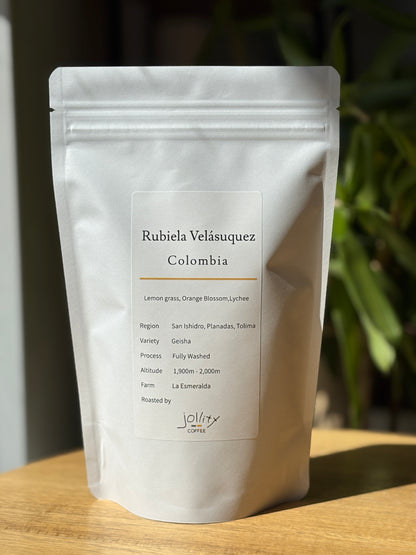 Rubiela Velásuquez
Colombia
Lemon grass, Orange Blossom,Lychee
Region San Ishidro, Planadas, Tolima
Variety Geisha
Process Fully Washed
Altitude 1,900m - 2,000m
Farm La Esmeralda
Roasted by
jollity
COFFEE